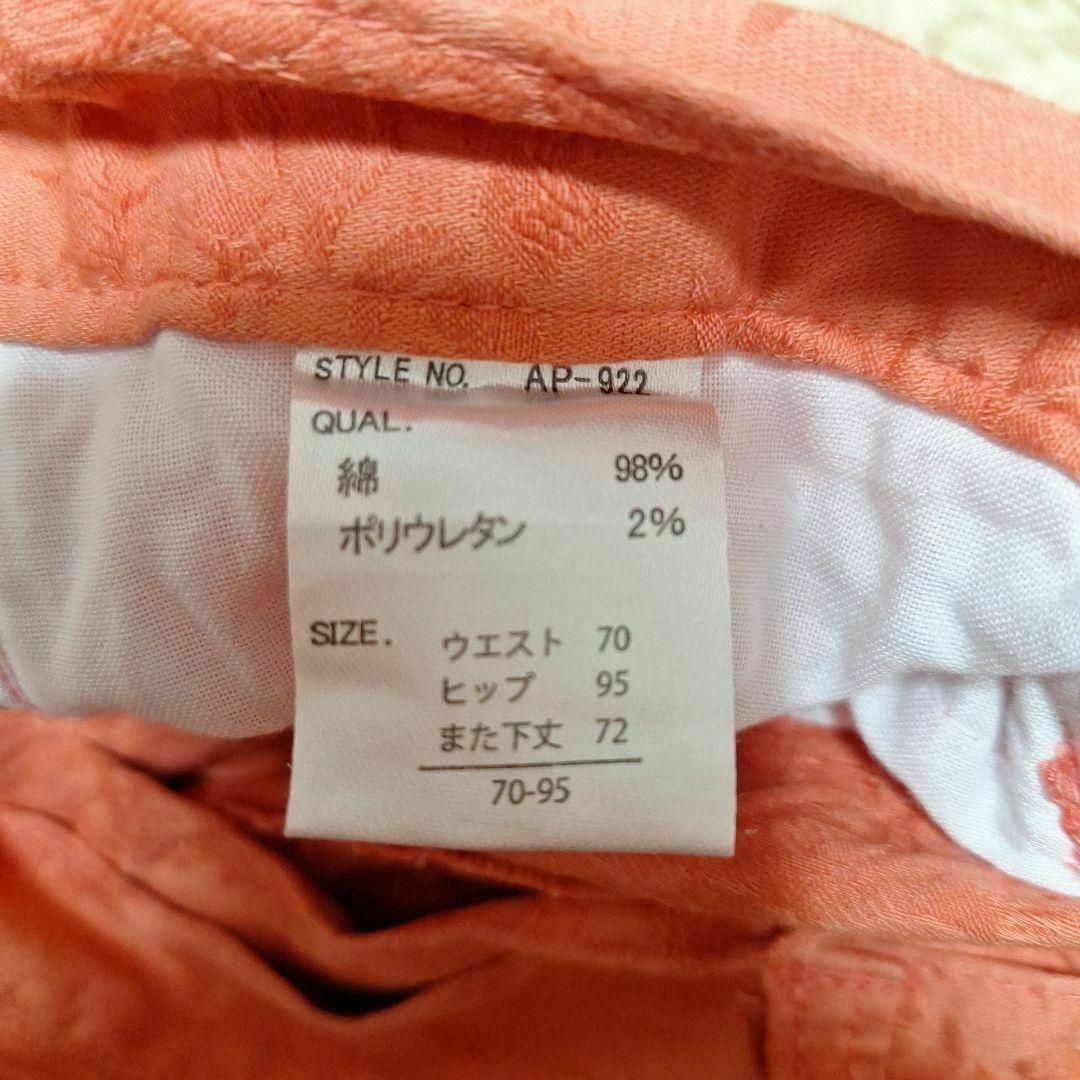 STYLE NO. AP-922
QUAL.
綿 98%
ポリウレタン 2%
SIZE. ウエスト 70
ヒップ 95
また下丈 72
70-95